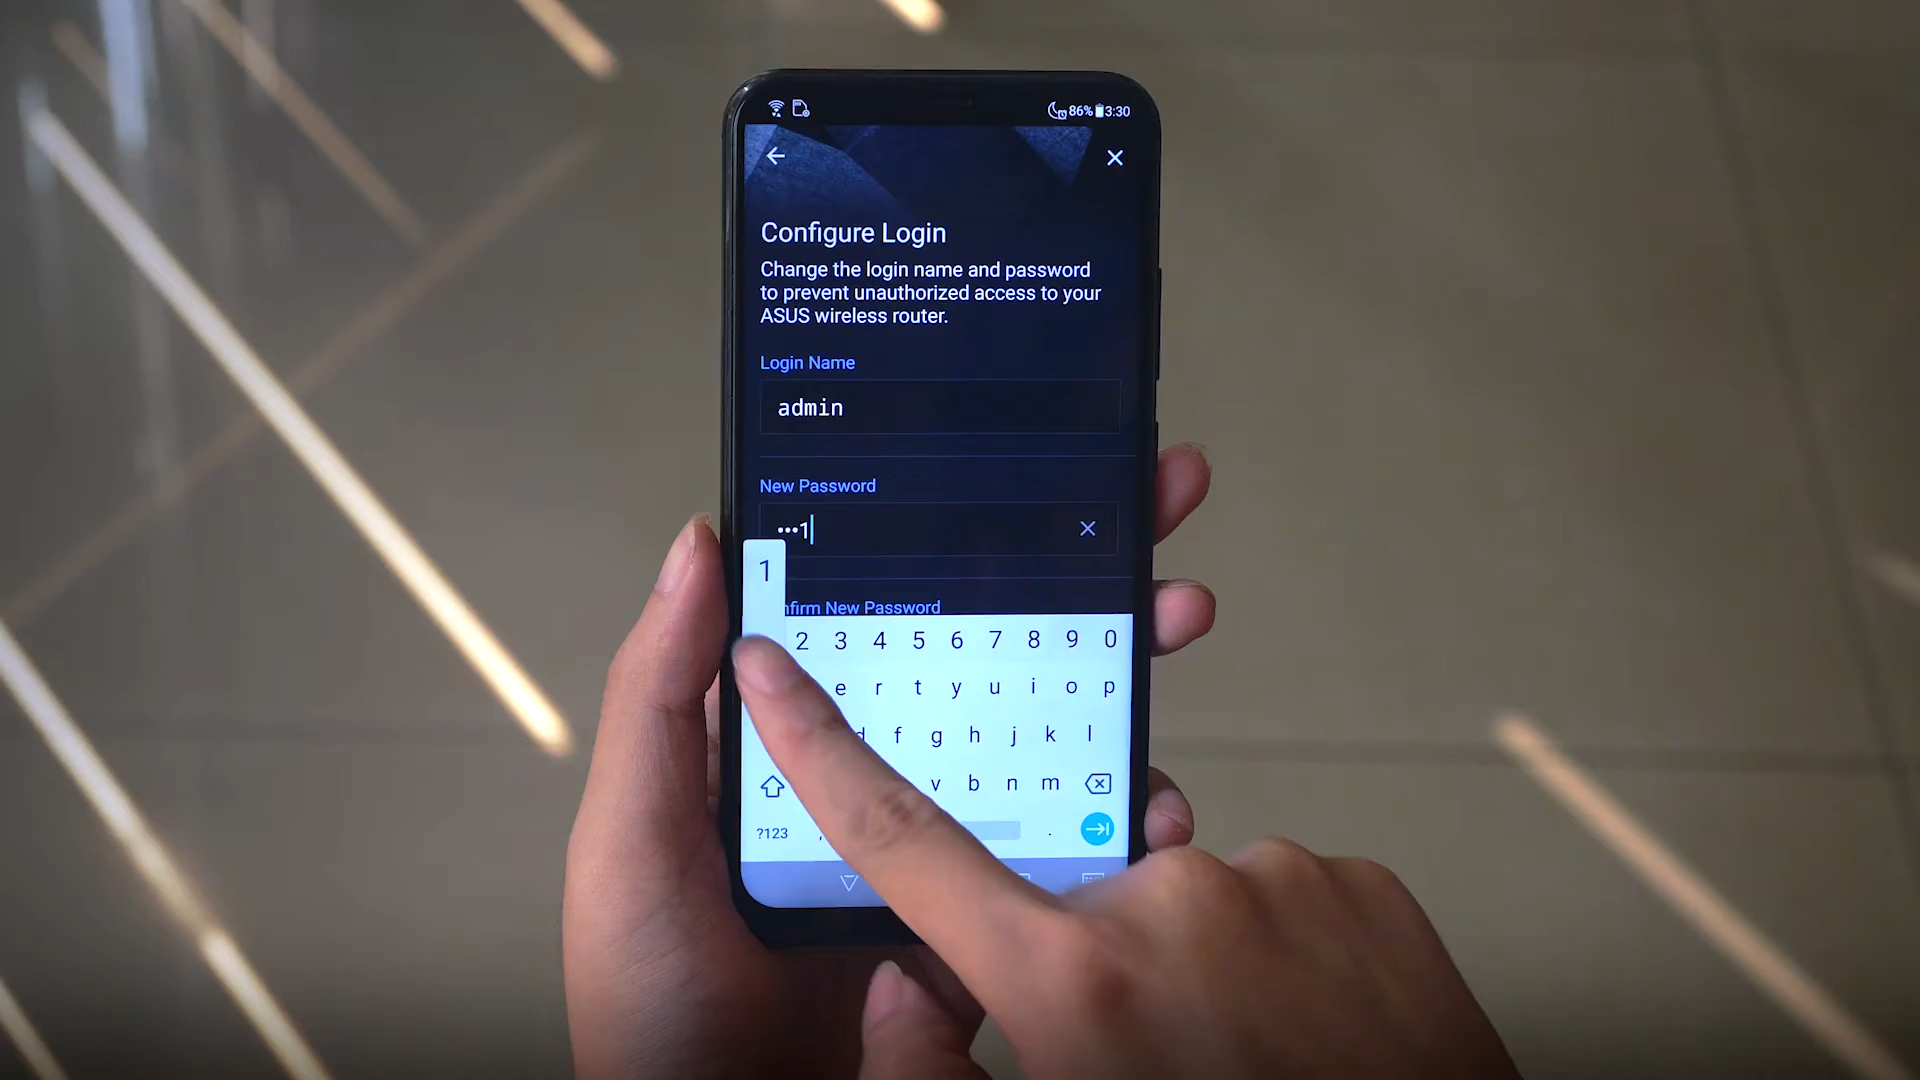 86% 3:30
Configure Login
Change the login name and password
to prevent unauthorized access to your
ASUS wireless router.
Login Name
admin
New Password
•••1
1
nfirm New Password
2 3 4 5 6 7 8 9 0
e r t y u i o p
d f g h j k l
v b n m
?123 , .